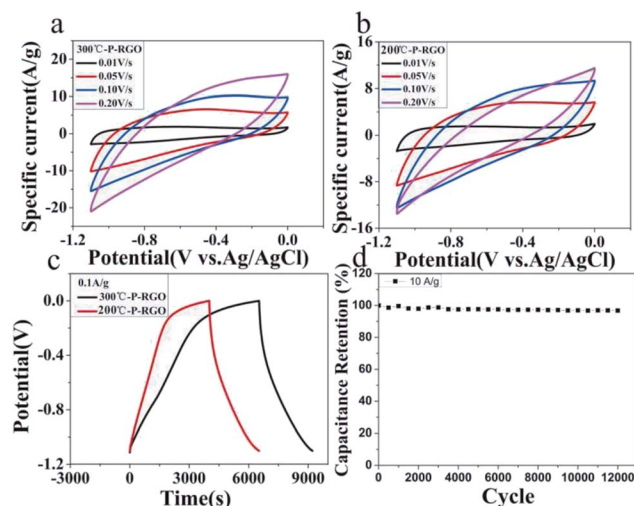 a
300℃-P-RGO
0.01V/s
0.05V/s
0.10V/s
0.20V/s
Specific current(A/g)
20
10
0
-10
-20
-1.2
-0.8
-0.4
0.0
Potential(V vs.Ag/AgCl)
b
200℃-P-RGO
0.01V/s
0.05V/s
0.10V/s
0.20V/s
Specific current(A/g)
16
8
0
-8
-16
-1.2
-0.8
-0.4
0.0
Potential(V vs.Ag/AgCl)
c
0.1A/g
300℃-P-RGO
200℃-P-RGO
Potential(V)
0.0
-0.4
-0.8
-1.2
-3000
0
3000
6000
9000
Time(s)
d
10 A/g
Capacitance Retention (%)
120
100
80
60
40
20
0
0
2000
4000
6000
8000
10000
12000
Cycle